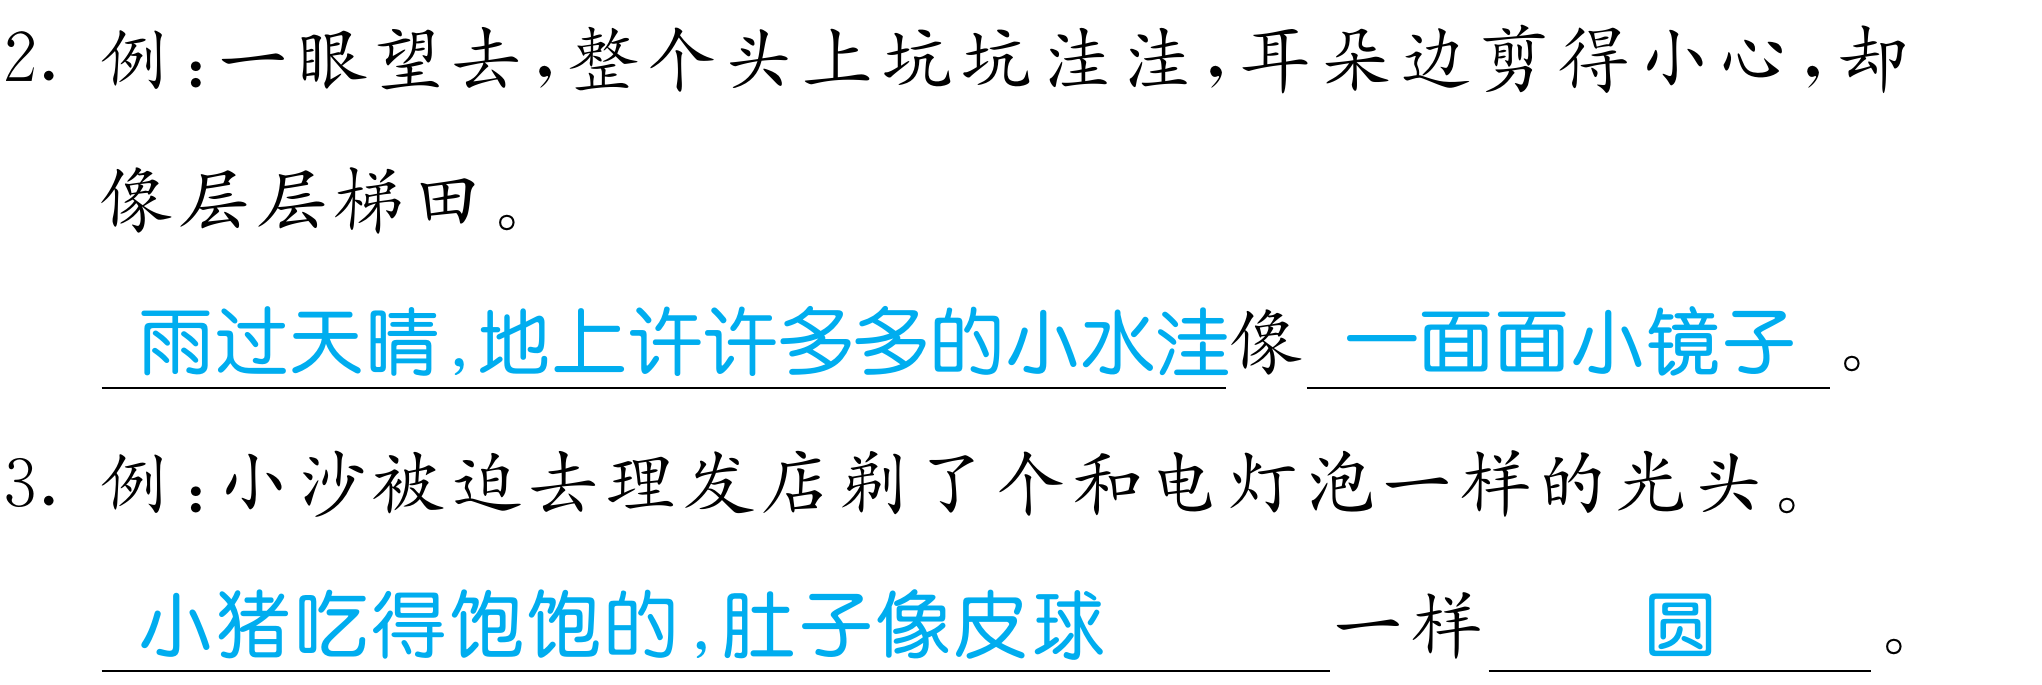 2. 例：一眼望去，整个头上坑坑洼洼，耳朵边剪得小心，却
像层层梯田。
雨过天晴，地上许许多多的小水洼像 一面面小镜子 。
3. 例：小沙被迫去理发店剃了个和电灯泡一样的光头。
小猪吃得饱饱的，肚子像皮球 一样 圆 。